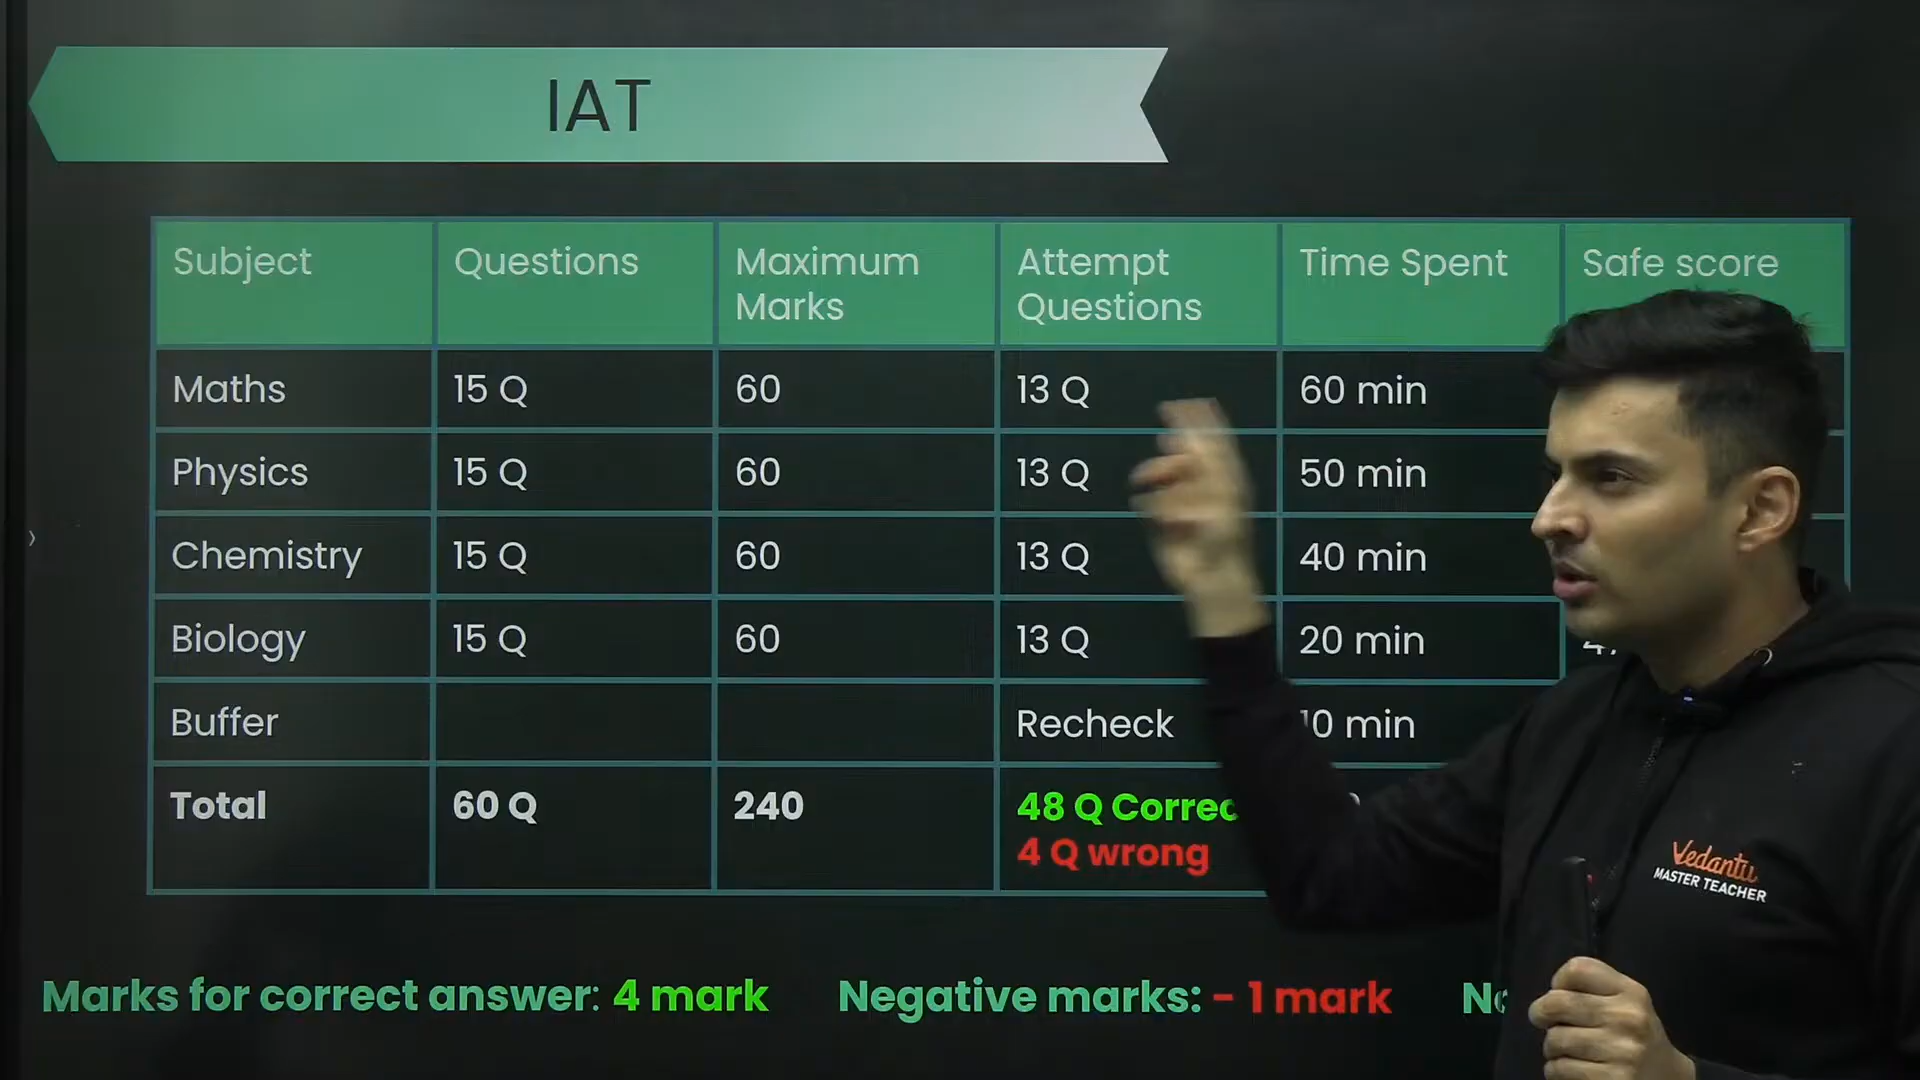 IAT
Subject Questions Maximum Marks Attempt Questions Time Spent Safe score
Maths 15 Q 60 13 Q 60 min
Physics 15 Q 60 13 Q 50 min
Chemistry 15 Q 60 13 Q 40 min
Biology 15 Q 60 13 Q 20 min
Buffer Recheck 10 min
Total 60 Q 240 48 Q Correc
4 Q wrong
Marks for correct answer: 4 mark Negative marks: - 1 mark
Vedantu
MASTER TEACHER